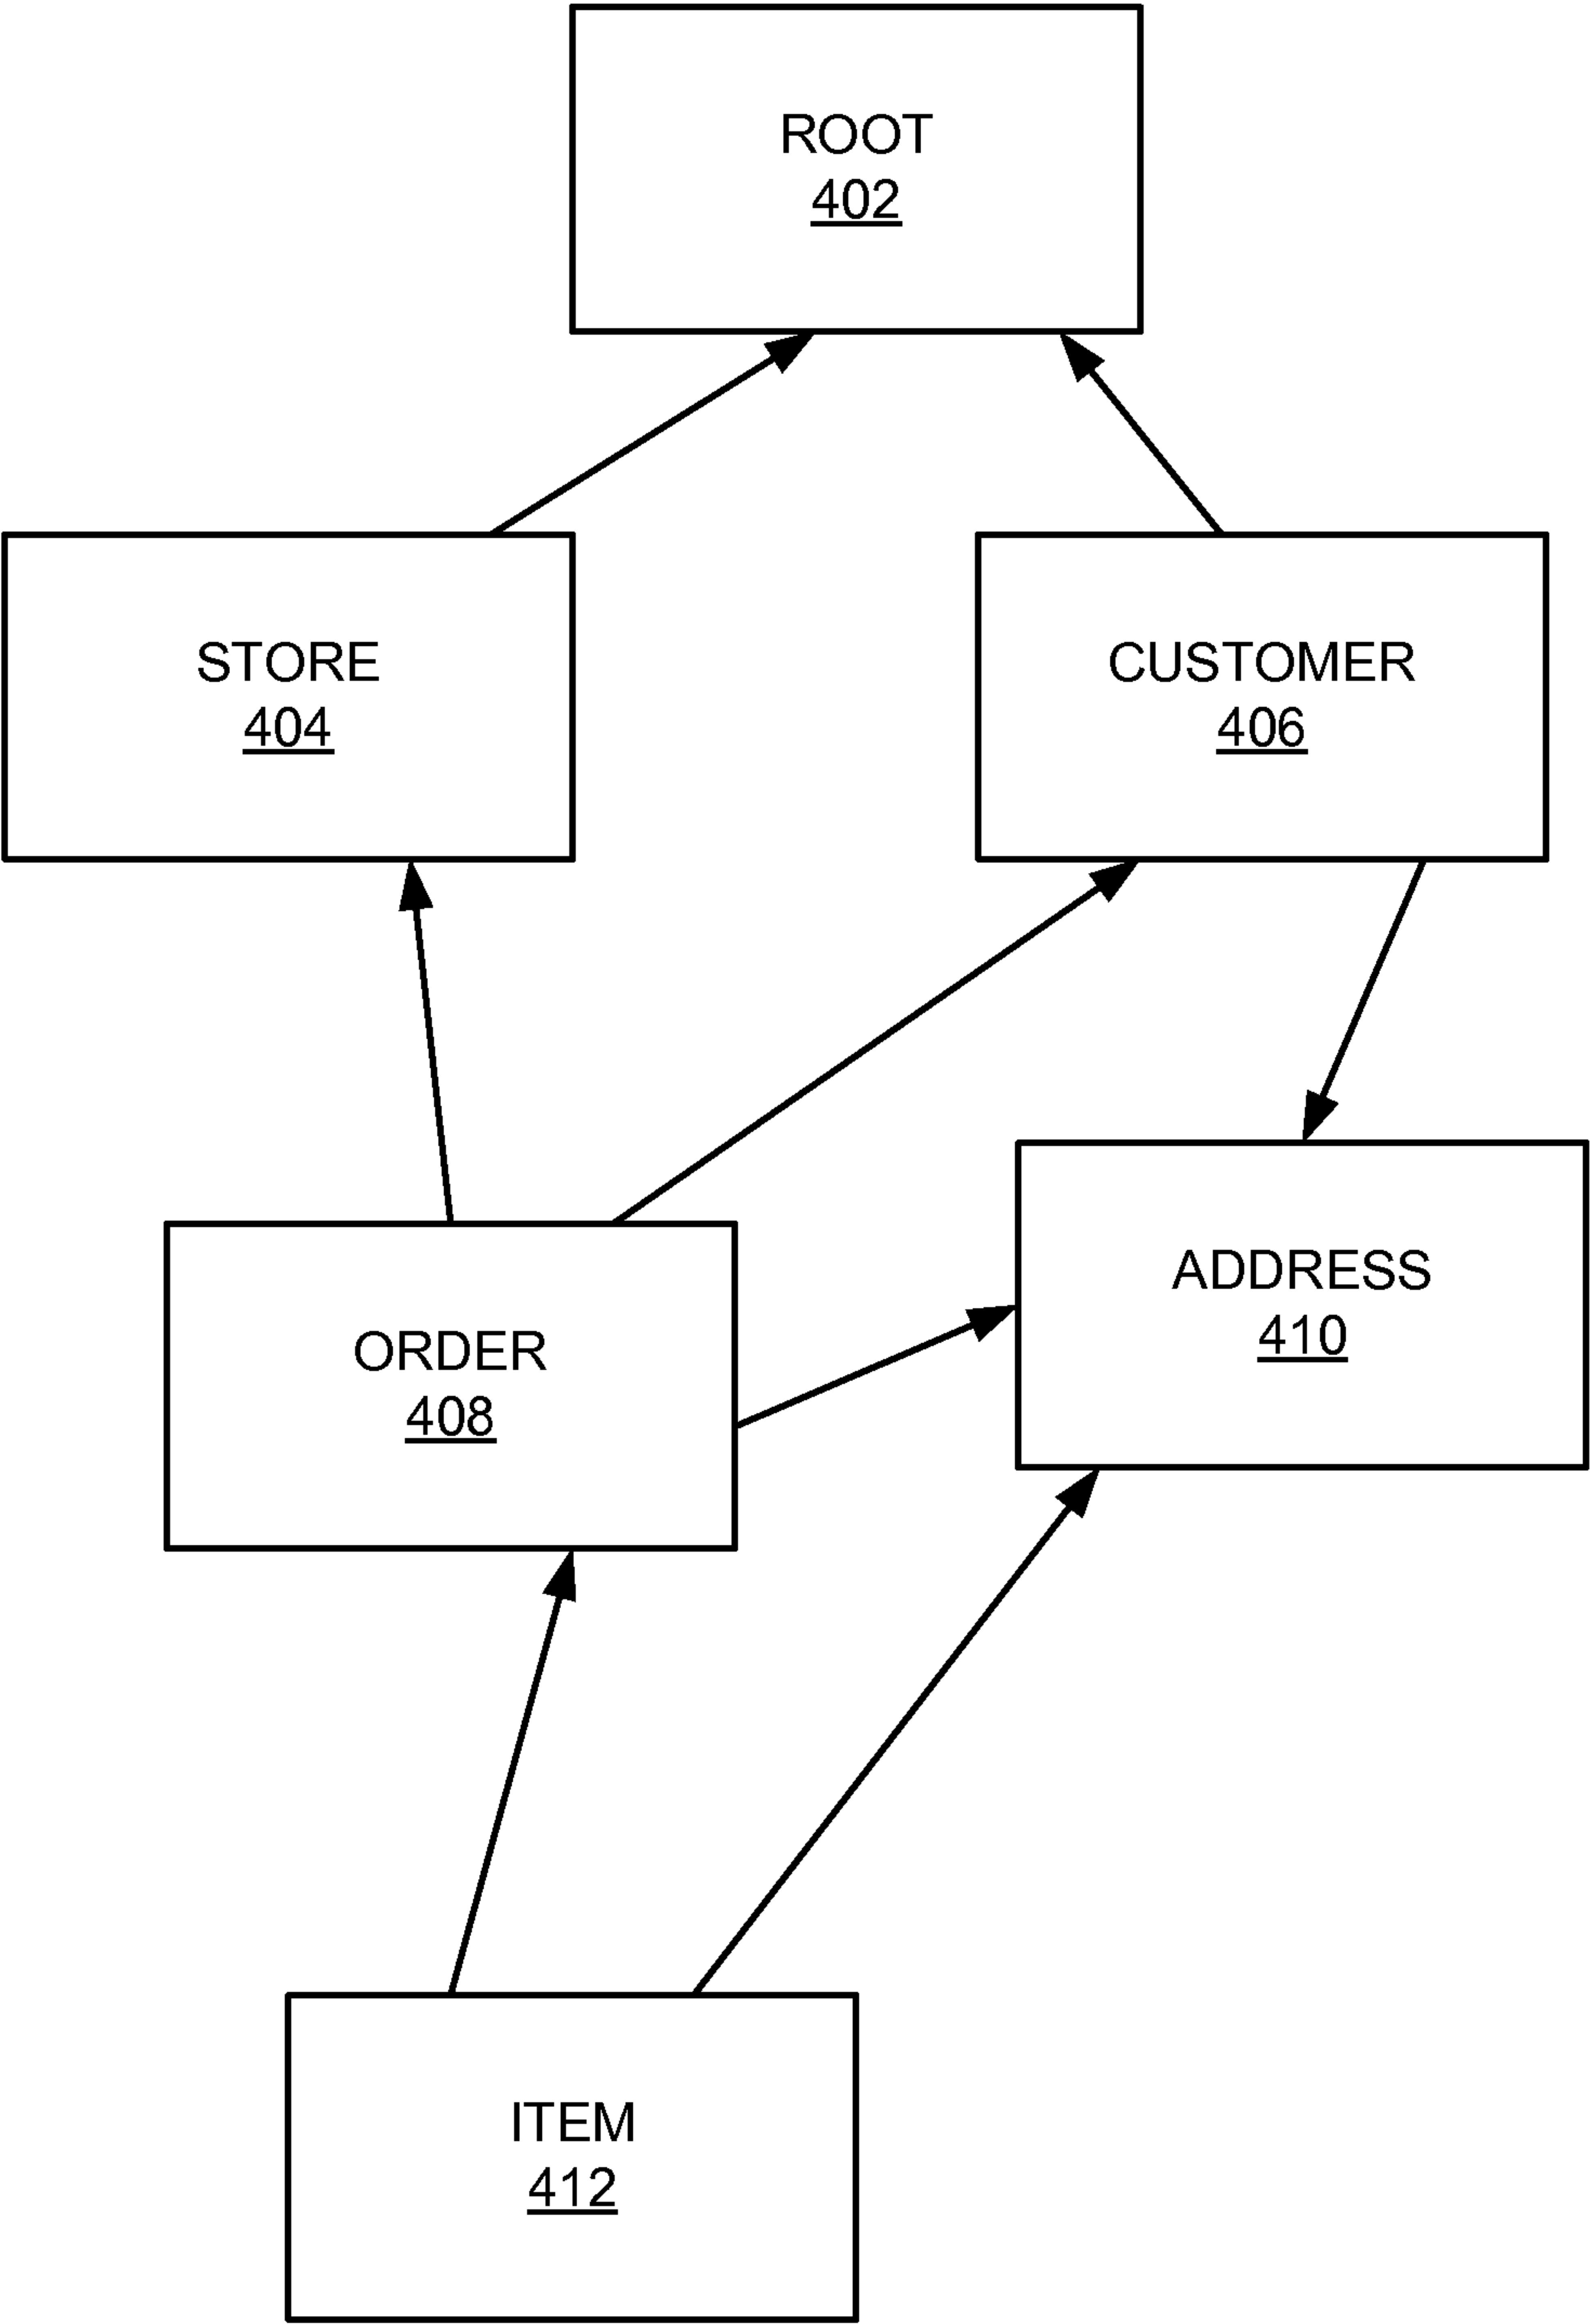 ROOT
402
STORE
404
CUSTOMER
406
ADDRESS
410
ORDER
408
ITEM
412